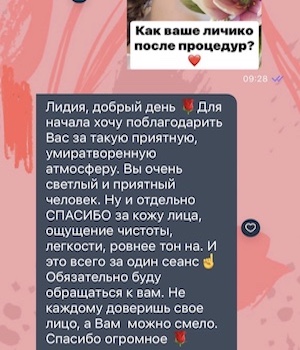 Как ваше личико
после процедур?
❤️
09:28
Лидия, добрый день 🌹Для
начала хочу поблагодарить
Вас за такую приятную,
умиратворенную
атмосферу. Вы очень
светлый и приятный
человек. Ну и отдельно
СПАСИБО за кожу лица,
ощущение чистоты,
легкости, ровнее тон на. И
это всего за один сеанс☝️
Обязательно буду
обращаться к вам. Не
каждому доверишь свое
лицо, а Вам можно смело.
Спасибо огромное 🌹